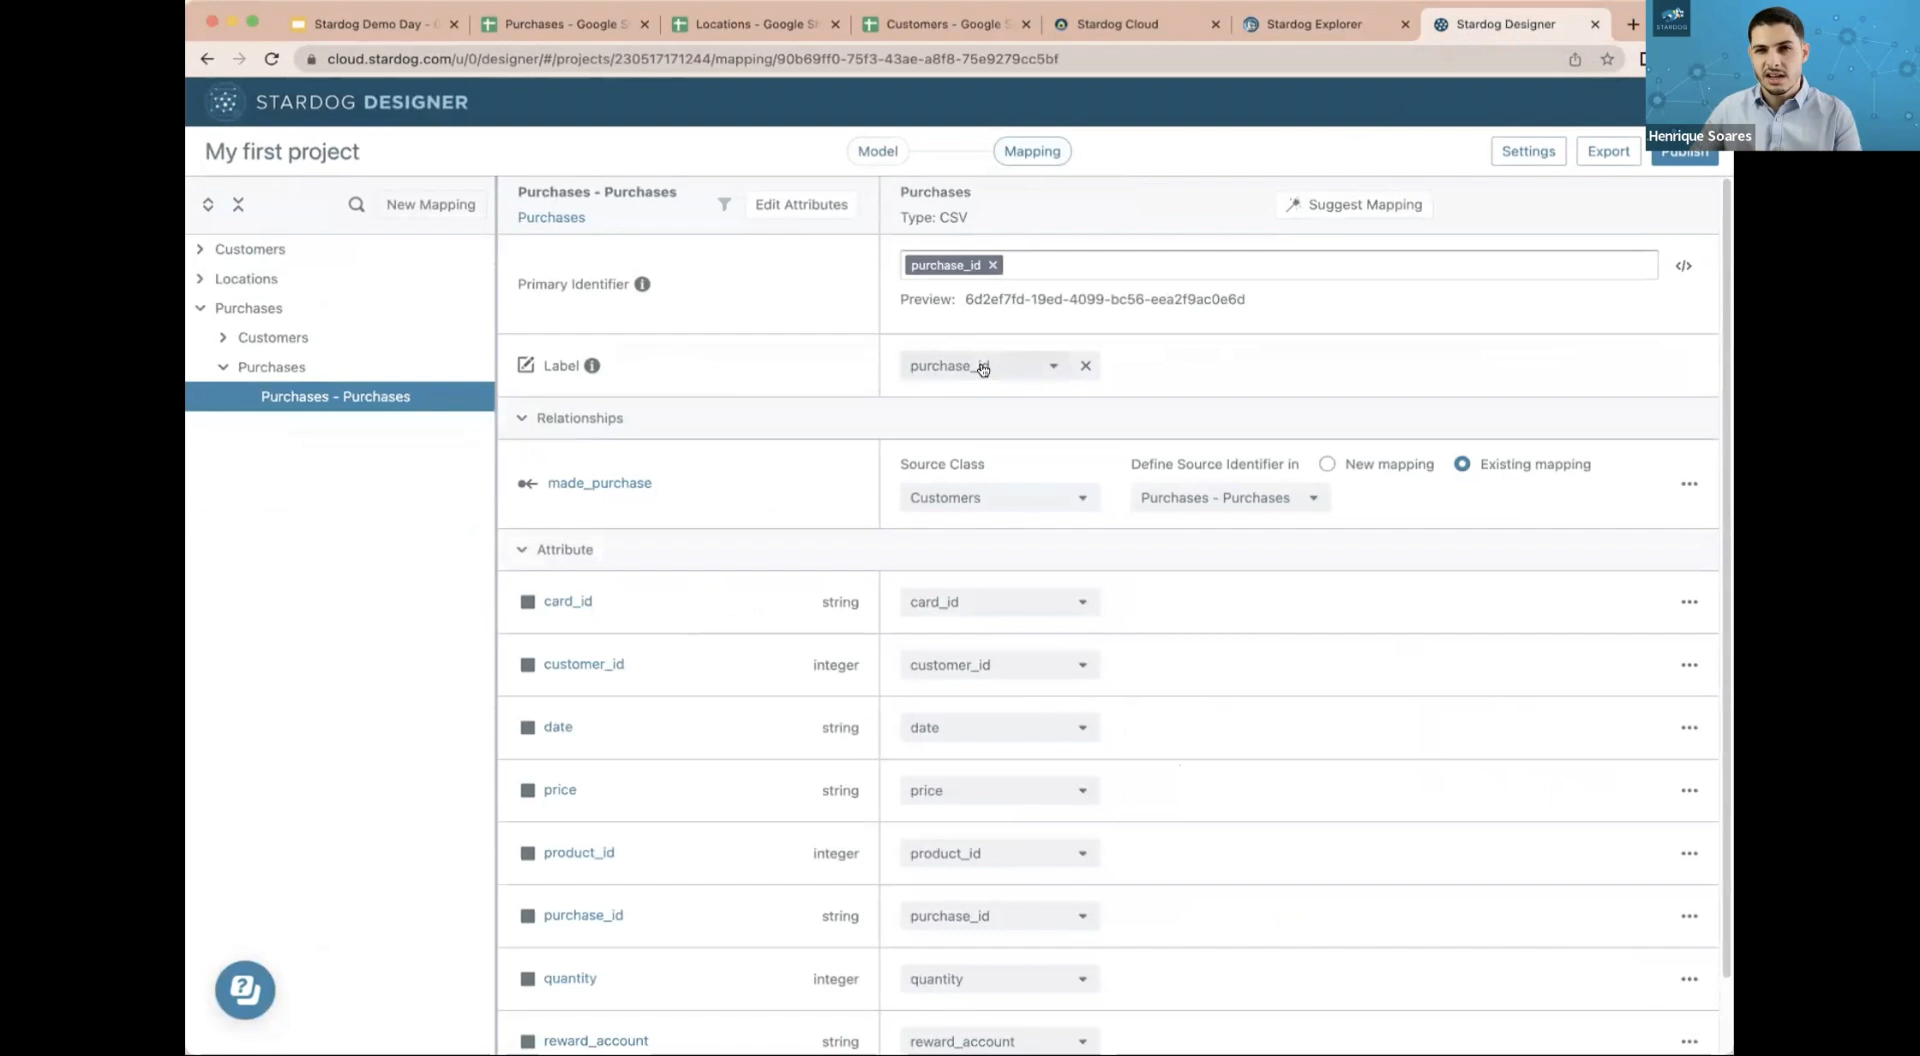 Stardog Demo Day - 
Purchases - Google S
Locations - Google Sh
Customers - Google S
Stardog Cloud
Stardog Explorer
Stardog Designer
cloud.stardog.com/u/0/designer/#/projects/230517171244/mapping/90b69ff0-75f3-43ae-a8f8-75e9279cc5bf
STARDOG
Henrique Soares
STARDOG DESIGNER
My first project
Model
Mapping
Settings
Export
Publish
New Mapping
Customers
Locations
Purchases
Customers
Purchases
Purchases - Purchases
Purchases - Purchases
Purchases
Edit Attributes
Purchases
Type: CSV
Suggest Mapping
Primary Identifier
purchase_id
Preview: 6d2ef7fd-19ed-4099-bc56-eea2f9ac0e6d
Label
purchase_id
Relationships
made_purchase
Source Class
Customers
Define Source Identifier in
New mapping
Existing mapping
Purchases - Purchases
Attribute
card_id string card_id
customer_id integer customer_id
date string date
price string price
product_id integer product_id
purchase_id string purchase_id
quantity integer quantity
reward_account string reward_account